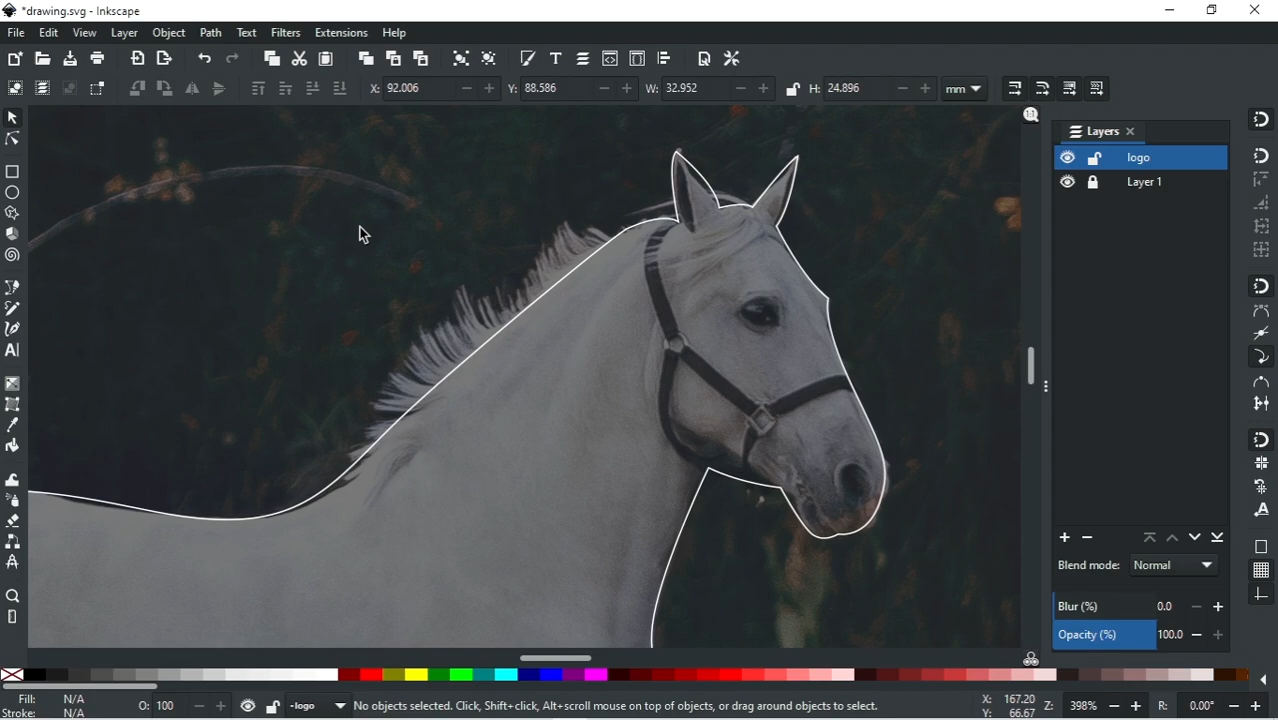 *drawing.svg - Inkscape
File Edit View Layer Object Path Text Filters Extensions Help
X: 92.006 Y: 88.586 W: 32.952 H: 24.896 mm
1:1
Layers
logo
Layer 1
Blend mode: Normal
Blur (%) 0.0
Opacity (%) 100.0
Fill: N/A
Stroke: N/A
O: 100
-logo
No objects selected. Click, Shift+click, Alt+scroll mouse on top of objects, or drag around objects to select.
X: 167.20
Y: 66.67
Z: 398%
R: 0.00°